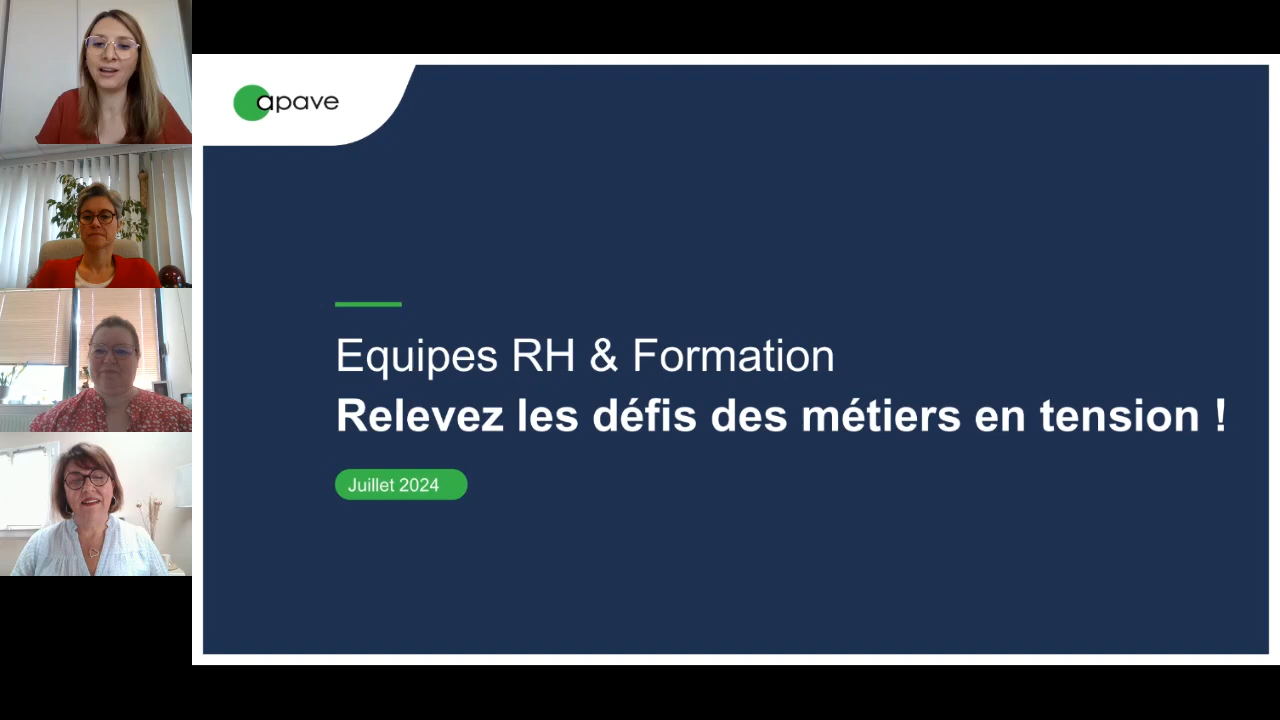 apave
Equipes RH & Formation
Relevez les défis des métiers en tension !
Juillet 2024